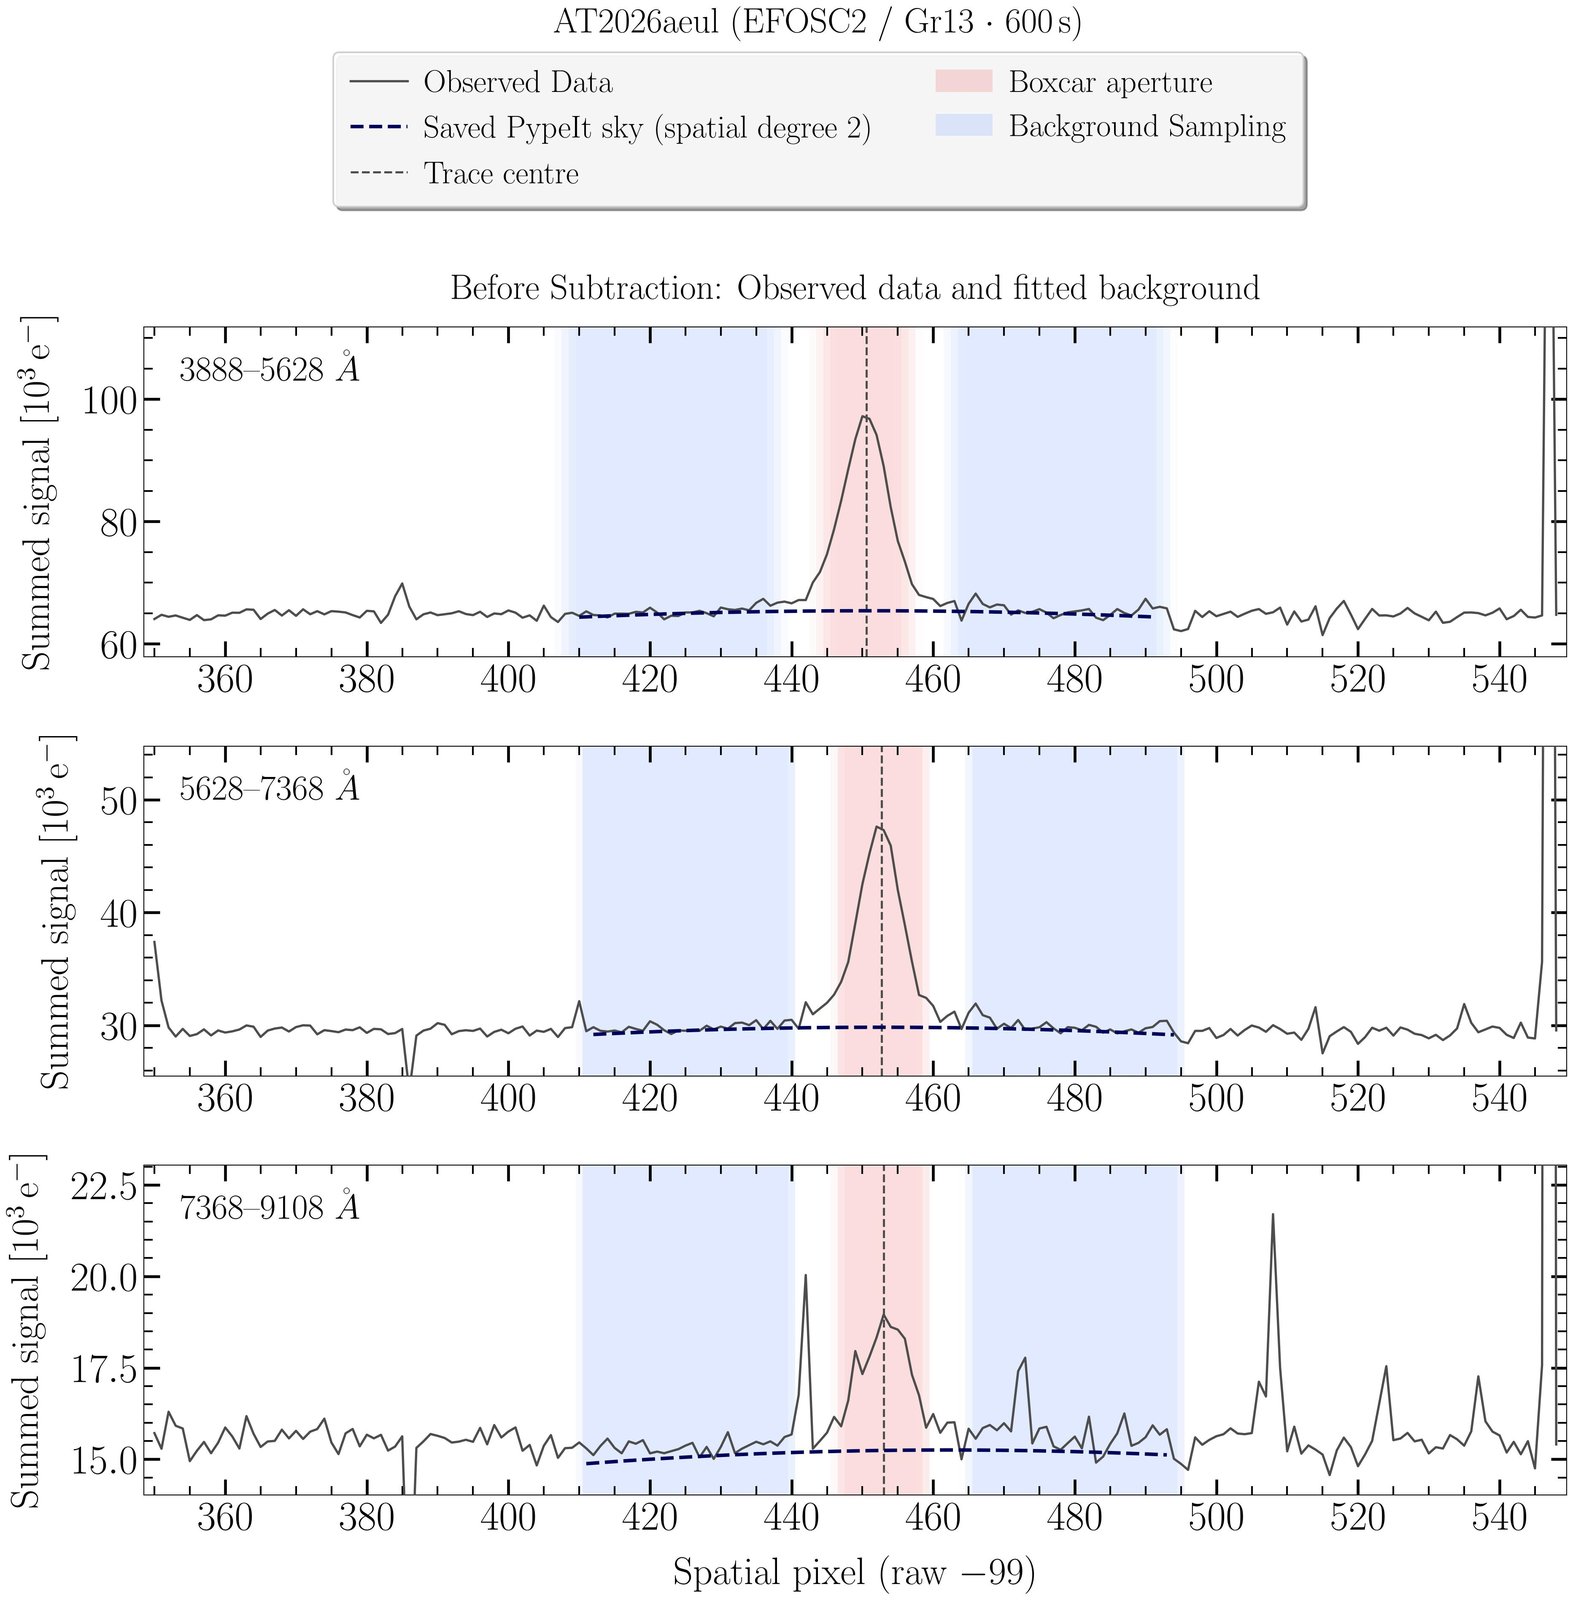 AT2026aeul (EFOSC2 / Gr13 · 600 s)
Observed Data
Saved PypeIt sky (spatial degree 2)
Trace centre
Boxcar aperture
Background Sampling
Before Subtraction: Observed data and fitted background
Summed signal [10³ e⁻]
3888–5628 Å
100
80
60
360 380 400 420 440 460 480 500 520 540
Summed signal [10³ e⁻]
5628–7368 Å
50
40
30
360 380 400 420 440 460 480 500 520 540
Summed signal [10³ e⁻]
7368–9108 Å
22.5
20.0
17.5
15.0
360 380 400 420 440 460 480 500 520 540
Spatial pixel (raw −99)